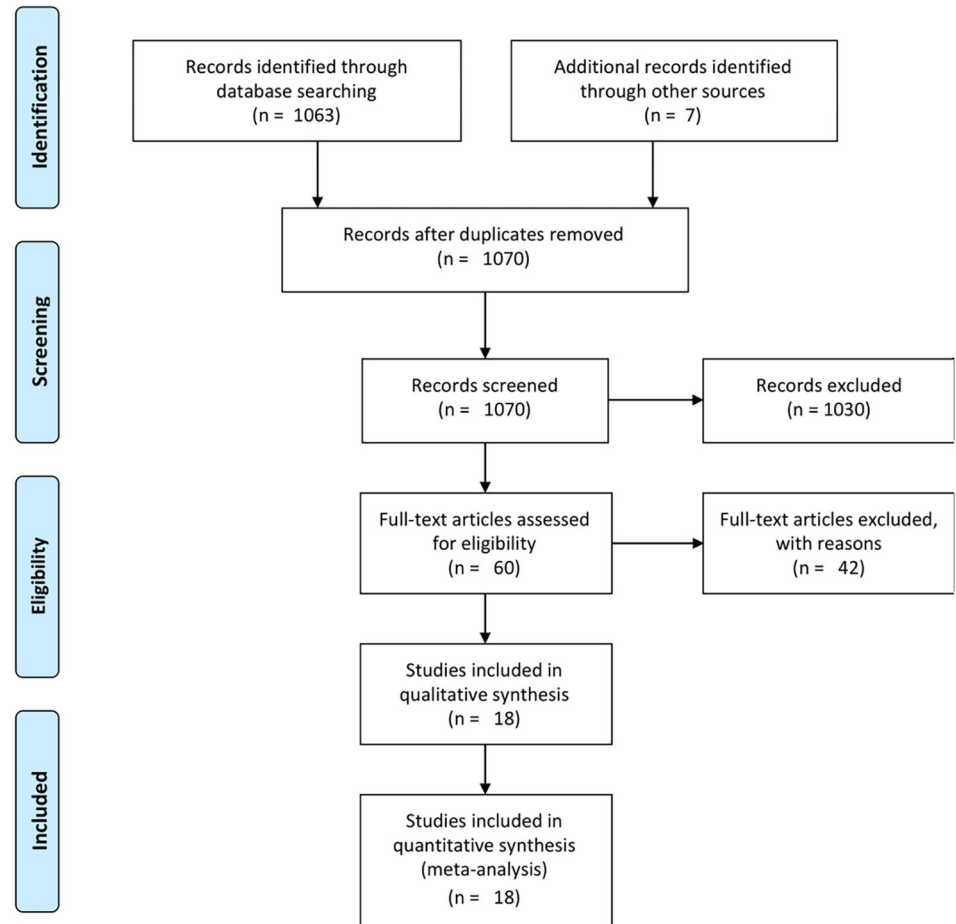 Identification
Records identified through
database searching
(n = 1063)
Additional records identified
through other sources
(n = 7)
Records after duplicates removed
(n = 1070)
Screening
Records screened
(n = 1070)
Records excluded
(n = 1030)
Eligibility
Full-text articles assessed
for eligibility
(n = 60)
Full-text articles excluded,
with reasons
(n = 42)
Studies included in
qualitative synthesis
(n = 18)
Included
Studies included in
quantitative synthesis
(meta-analysis)
(n = 18)